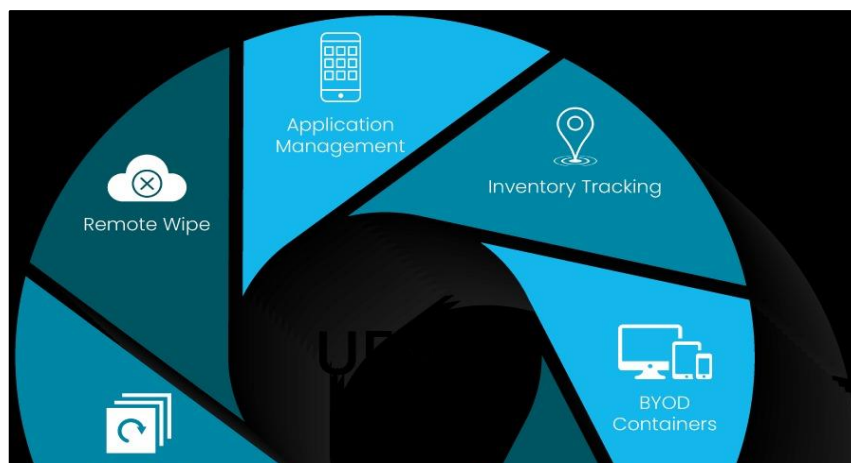 Application
Management
Inventory Tracking
Remote Wipe
BYOD
Containers